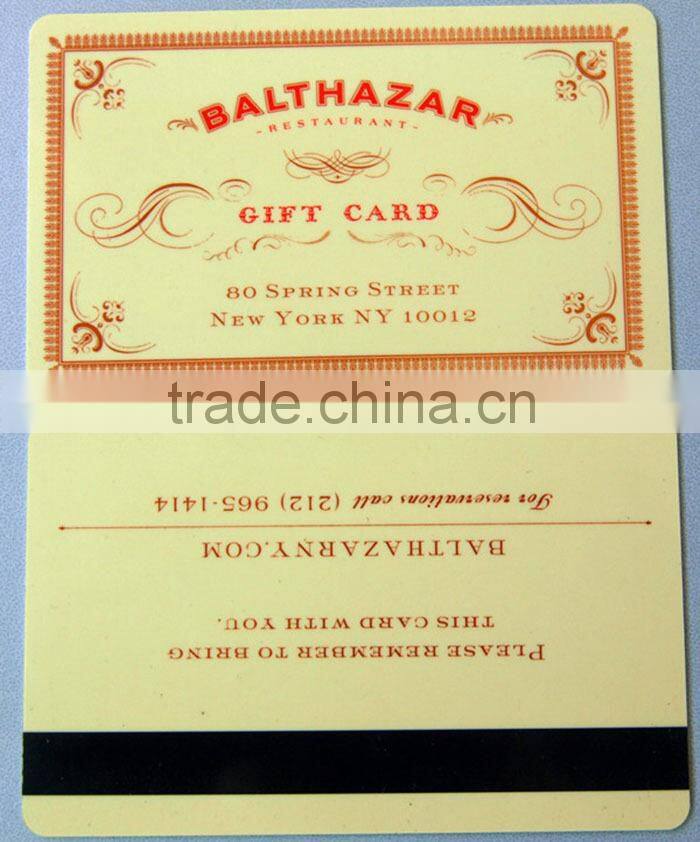 BALTHAZAR
- RESTAURANT -
GIFT CARD
80 SPRING STREET
NEW YORK NY 10012
trade.china.cn
PLEASE REMEMBER TO BRING
THIS CARD WITH YOU.
BALTHAZARNY.COM
For reservations call (212) 965-1414